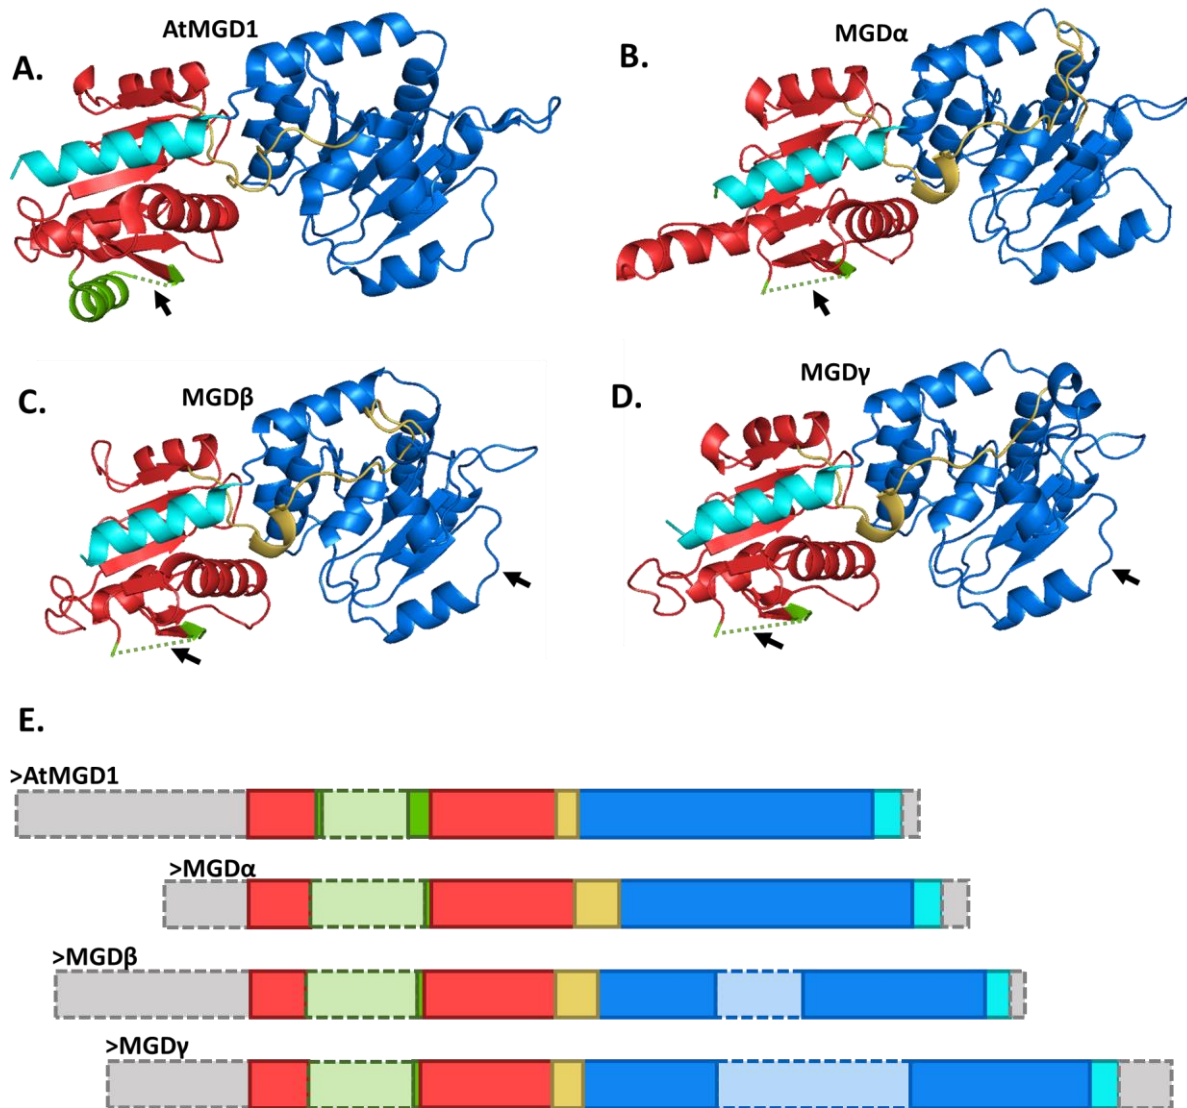 A.
AtMGD1
B.
MGDα
C.
MGDβ
D.
MGDγ
E.
>AtMGD1
>MGDα
>MGDβ
>MGDγ